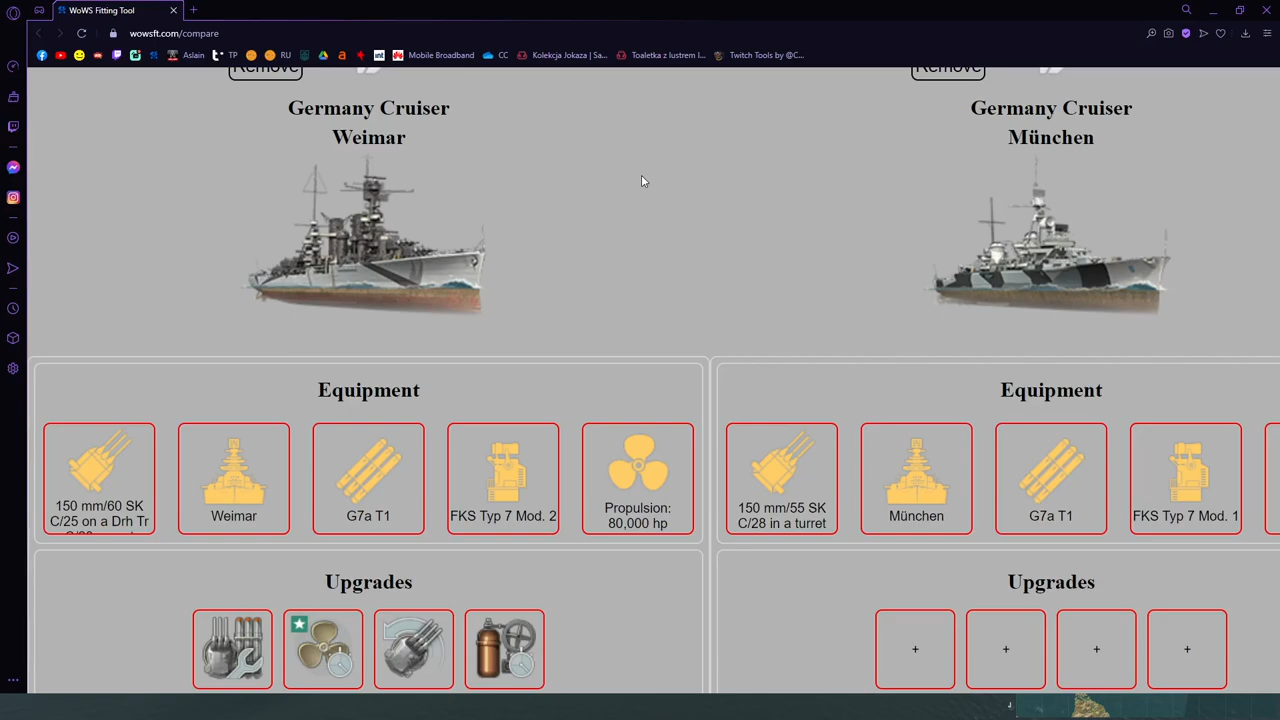 WoWS Fitting Tool
wowsft.com/compare
Aslain
TP
RU
a
int
Mobile Broadband
CC
Kolekcja Jokaza | Sa...
Toaletka z lustrem I...
Twitch Tools by @C...
Remove
Remove
Germany Cruiser
Weimar
Germany Cruiser
München
Equipment
150 mm/60 SK
C/25 on a Drh Tr
Weimar
G7a T1
FKS Typ 7 Mod. 2
Propulsion:
80,000 hp
Equipment
150 mm/55 SK
C/28 in a turret
München
G7a T1
FKS Typ 7 Mod. 1
Upgrades
Upgrades
+
+
+
+